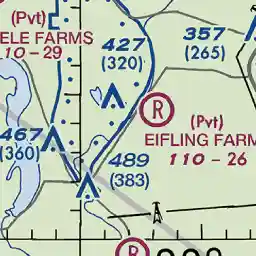 (Pvt)
ELE FARMS
110 - 29
427
(320)
357
(265)
R
(Pvt)
EIFLING FARM
110 - 26
467
(360)
489
(383)
R